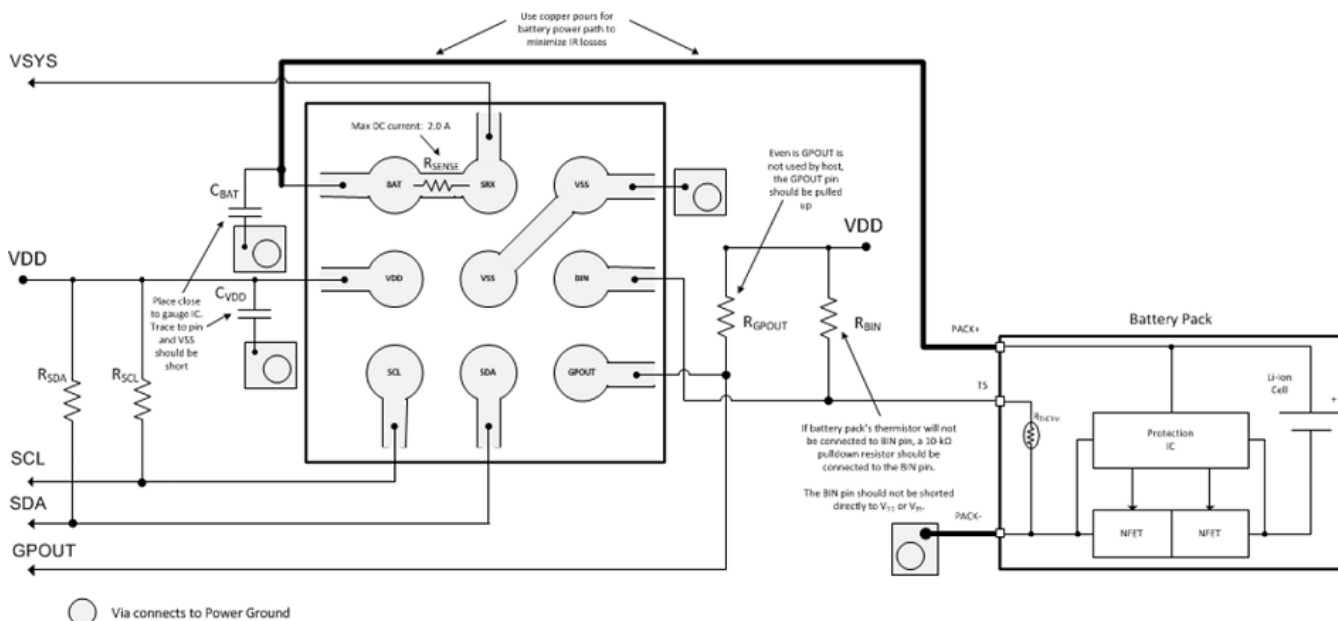 Use copper pours for
battery power path to
minimize IR losses
VSYS
Max DC current: 2.0 A
RSENSE
BAT
SRX
VSS
CBAT
Even is GPOUT is
not used by host,
the GPOUT pin
should be pulled
up
VDD
VDD
VDD
VSS
BIN
CVDD
Place close
to gauge IC.
Trace to pin
and VSS
should be
short
RGPOUT
RBIN
Battery Pack
PACK+
RSDA
RSCL
SCL
SDA
GPOUT
TS
Li-Ion
Cell
+
Protection
IC
If battery pack's thermistor will not
be connected to BIN pin, a 10-kΩ
pulldown resistor should be
connected to the BIN pin.
The BIN pin should not be shorted
directly to
SCL
SDA
PACK-
NFET
NFET
GPOUT
Via connects to Power Ground